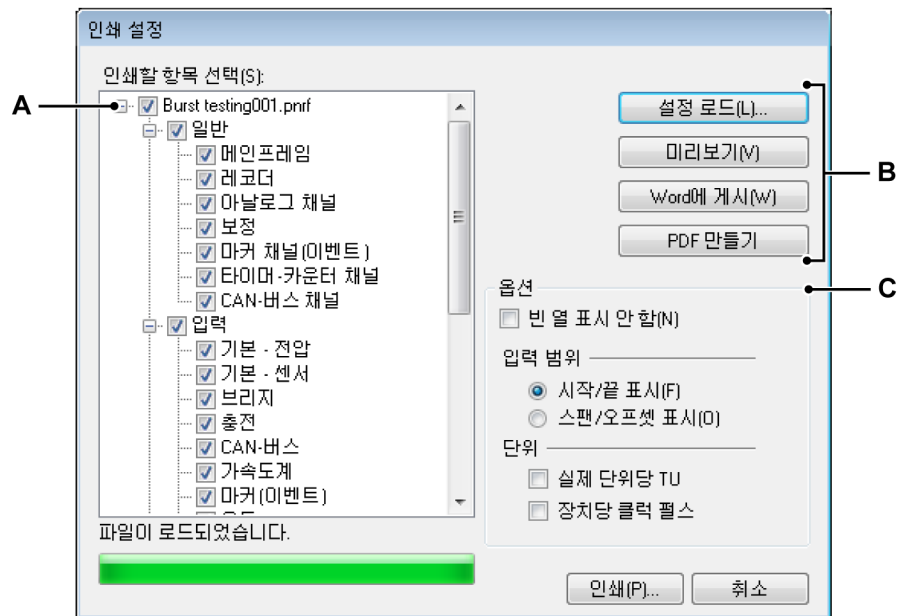 인쇄 설정
인쇄할 항목 선택(S):
A
Burst testing001.pnrf
일반
메인프레임
레코더
아날로그 채널
보정
마커 채널(이벤트)
타이머-카운터 채널
CAN-버스 채널
입력
기본 - 전압
기본 - 센서
브리지
충전
CAN-버스
가속도계
마커(이벤트)
파일이 로드되었습니다.
설정 로드(L)...
미리보기(V)
Word에 게시(W)
PDF 만들기
B
옵션
C
빈 열 표시 안 함(N)
입력 범위
시작/끝 표시(F)
스팬/오프셋 표시(O)
단위
실제 단위당 TU
장치당 클럭 펄스
인쇄(P)...
취소